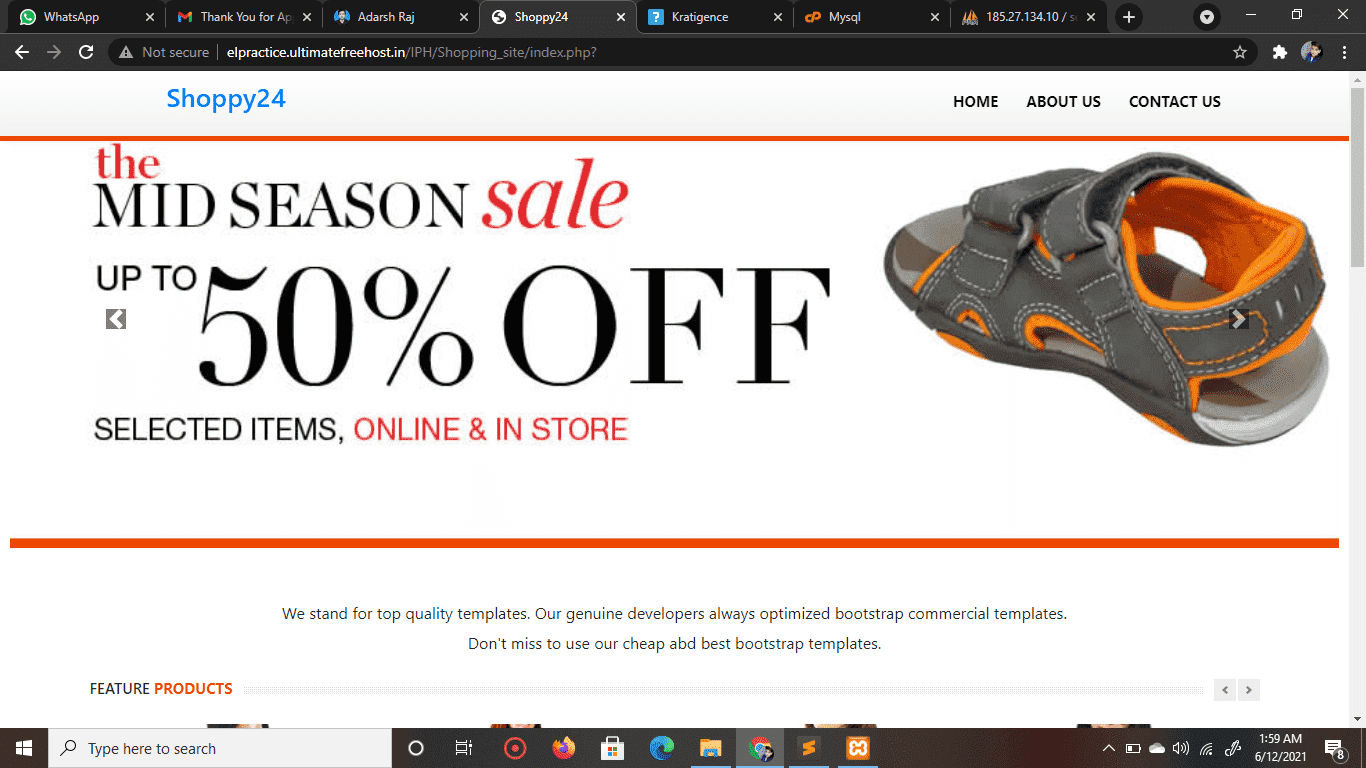 WhatsApp
Thank You for Ap
Adarsh Raj
Shoppy24
Kratigence
Mysql
185.27.134.10 / s
Not secure elpractice.ultimatefreehost.in/IPH/Shopping_site/index.php?
Shoppy24
HOME ABOUT US CONTACT US
the
MID SEASON sale
UP TO 50% OFF
SELECTED ITEMS, ONLINE & IN STORE
We stand for top quality templates. Our genuine developers always optimized bootstrap commercial templates.
Don't miss to use our cheap abd best bootstrap templates.
FEATURE PRODUCTS
Type here to search
1:59 AM
6/12/2021
8